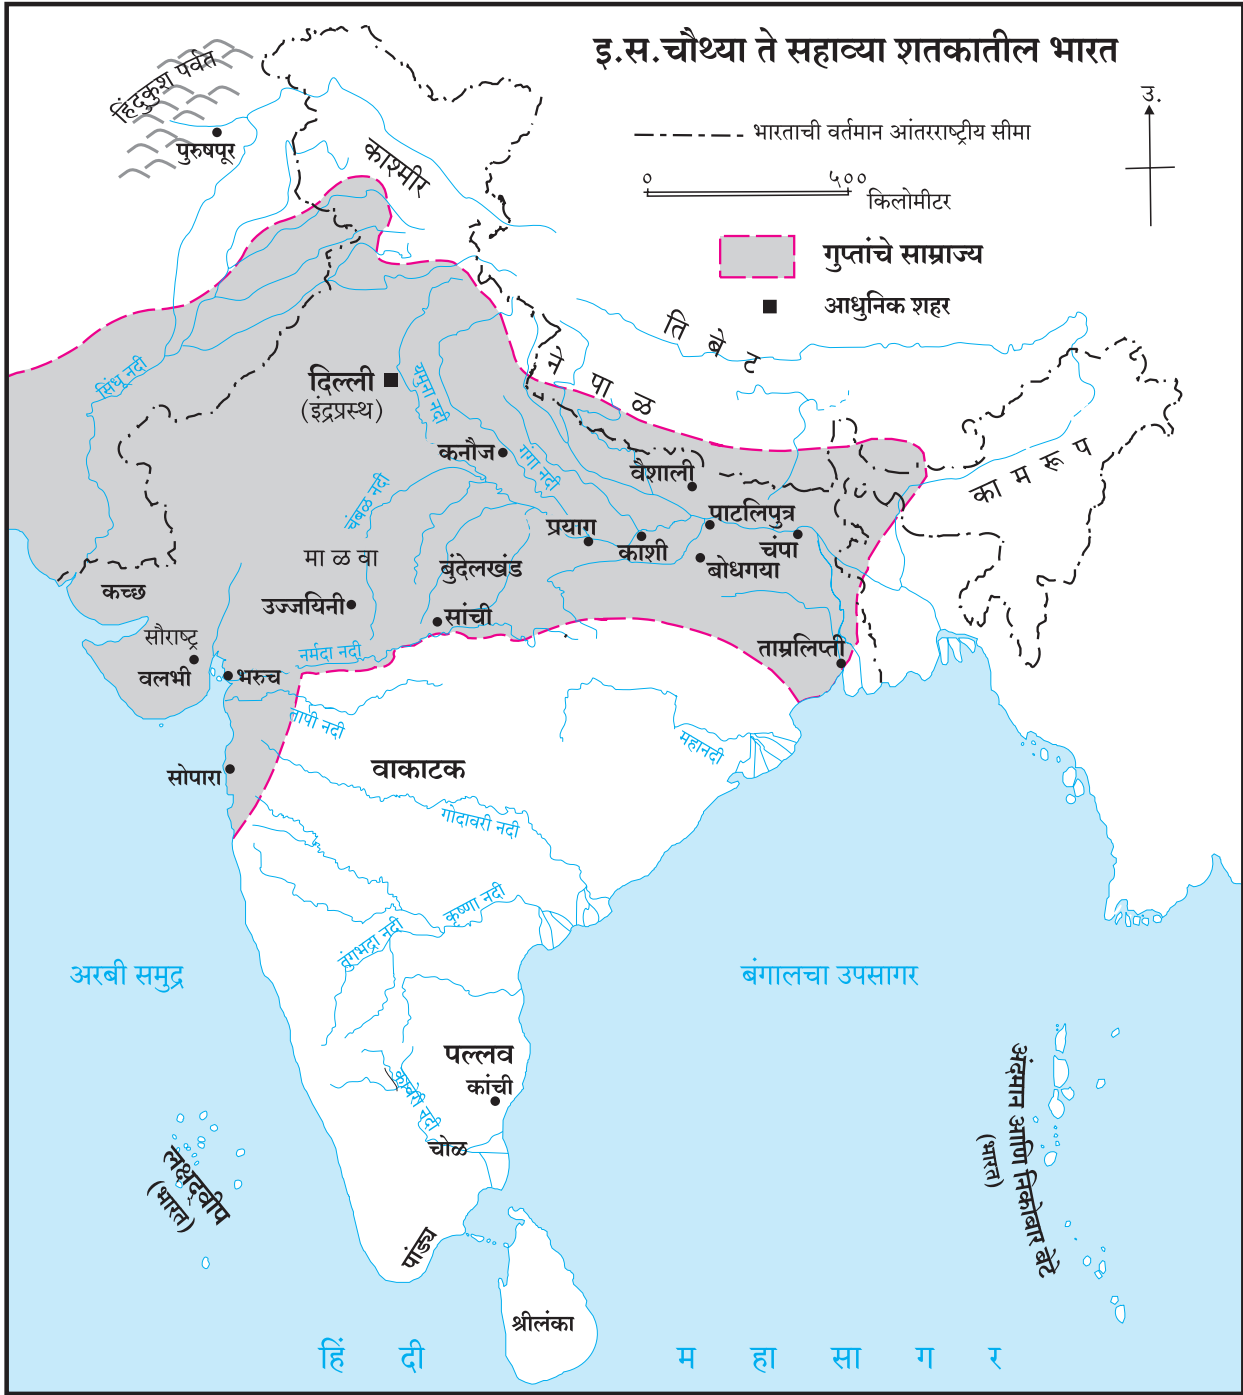 इ.स.चौथ्या ते सहाव्या शतकातील भारत
उ.
भारताची वर्तमान आंतरराष्ट्रीय सीमा
० ५००
किलोमीटर
गुप्तांचे साम्राज्य
आधुनिक शहर
हिंदुकुश पर्वत
पुरुषपूर
काश्मीर
ति बे ट
ने पा ळ
सिंधू नदी
दिल्ली
(इंद्रप्रस्थ)
यमुना नदी
कनौज
गंगा नदी
वैशाली
का म रू प
चंबळ नदी
प्रयाग
काशी
पाटलिपुत्र
चंपा
बोधगया
मा ळ वा
बुंदेलखंड
कच्छ
उज्जयिनी
सांची
सौराष्ट्र
वलभी
भरुच
नर्मदा नदी
ताम्रलिप्ती
तापी नदी
महानदी
सोपारा
वाकाटक
गोदावरी नदी
कृष्णा नदी
तुंगभद्रा नदी
अरबी समुद्र
बंगालचा उपसागर
पल्लव
कांची
कावेरी नदी
चोळ
लक्षद्वीप
(भारत)
अंदमान आणि निकोबार बेटे
(भारत)
पांड्य
श्रीलंका
हिं दी म हा सा ग र